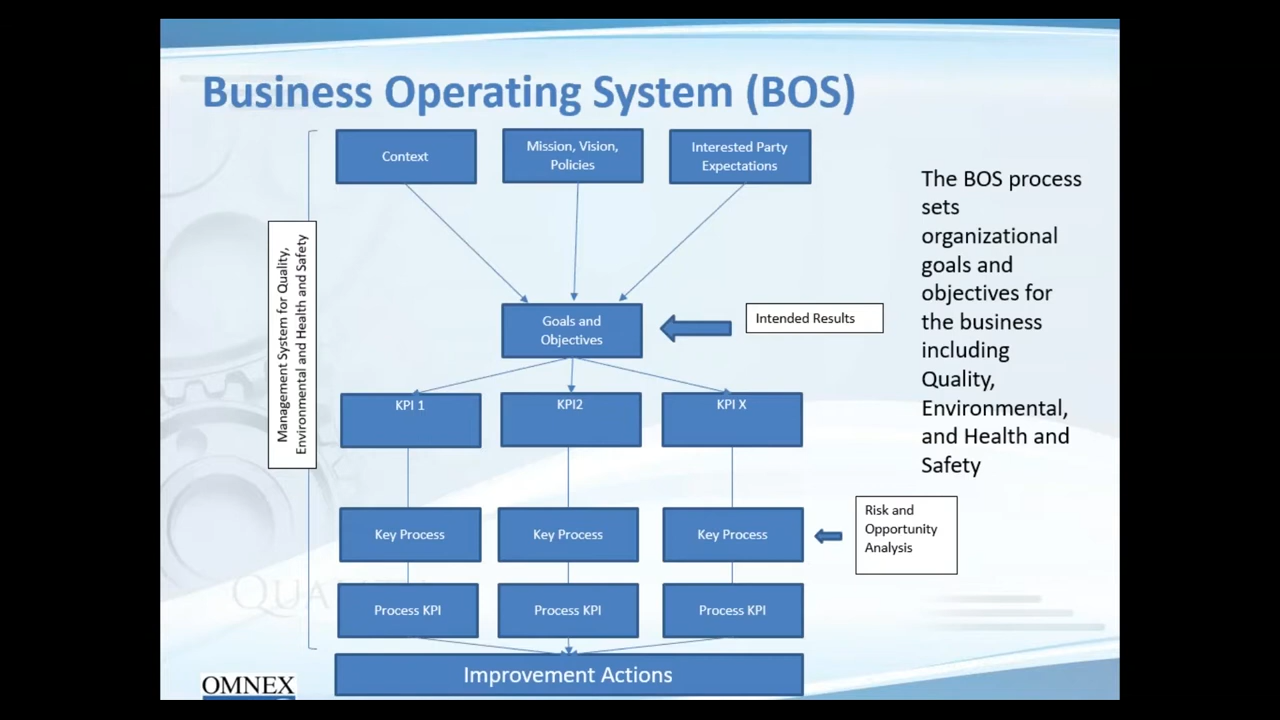 Business Operating System (BOS)
Context
Mission, Vision,
Policies
Interested Party
Expectations
The BOS process
sets
organizational
goals and
objectives for
the business
including
Quality,
Environmental,
and Health and
Safety
Management System for Quality,
Environmental and Health and Safety
Goals and
Objectives
Intended Results
KPI 1
KPI2
KPI X
Key Process
Key Process
Key Process
Risk and
Opportunity
Analysis
Process KPI
Process KPI
Process KPI
Improvement Actions
OMNEX